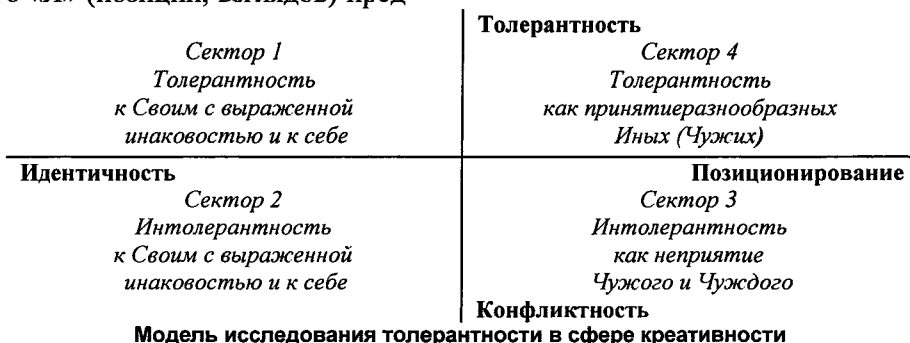 Толерантность
Сектор 1
Толерантность
к Своим с выраженной
инаковостью и к себе
Сектор 4
Толерантность
как принятиеразнообразных
Иных (Чужих)
Идентичность
Позиционирование
Сектор 2
Интолерантность
к Своим с выраженной
инаковостью и к себе
Сектор 3
Интолерантность
как неприятие
Чужого и Чуждого
Конфликтность
Модель исследования толерантности в сфере креативности